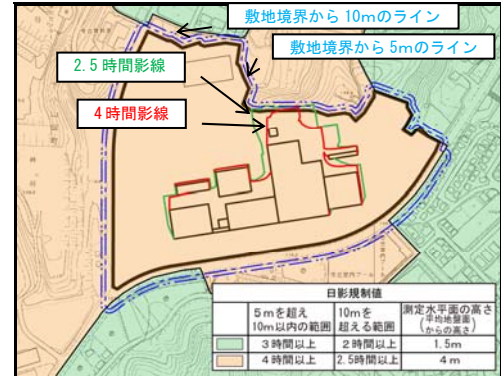 敷地境界から 10mのライン
敷地境界から 5mのライン
2.5 時間影線
4 時間影線
日影規制値
5mを超え
10m以内の範囲
10mを
超える範囲
測定水平面の高さ
(平均地盤面
からの高さ)
3時間以上
2時間以上
1.5m
4時間以上
2.5時間以上
4m